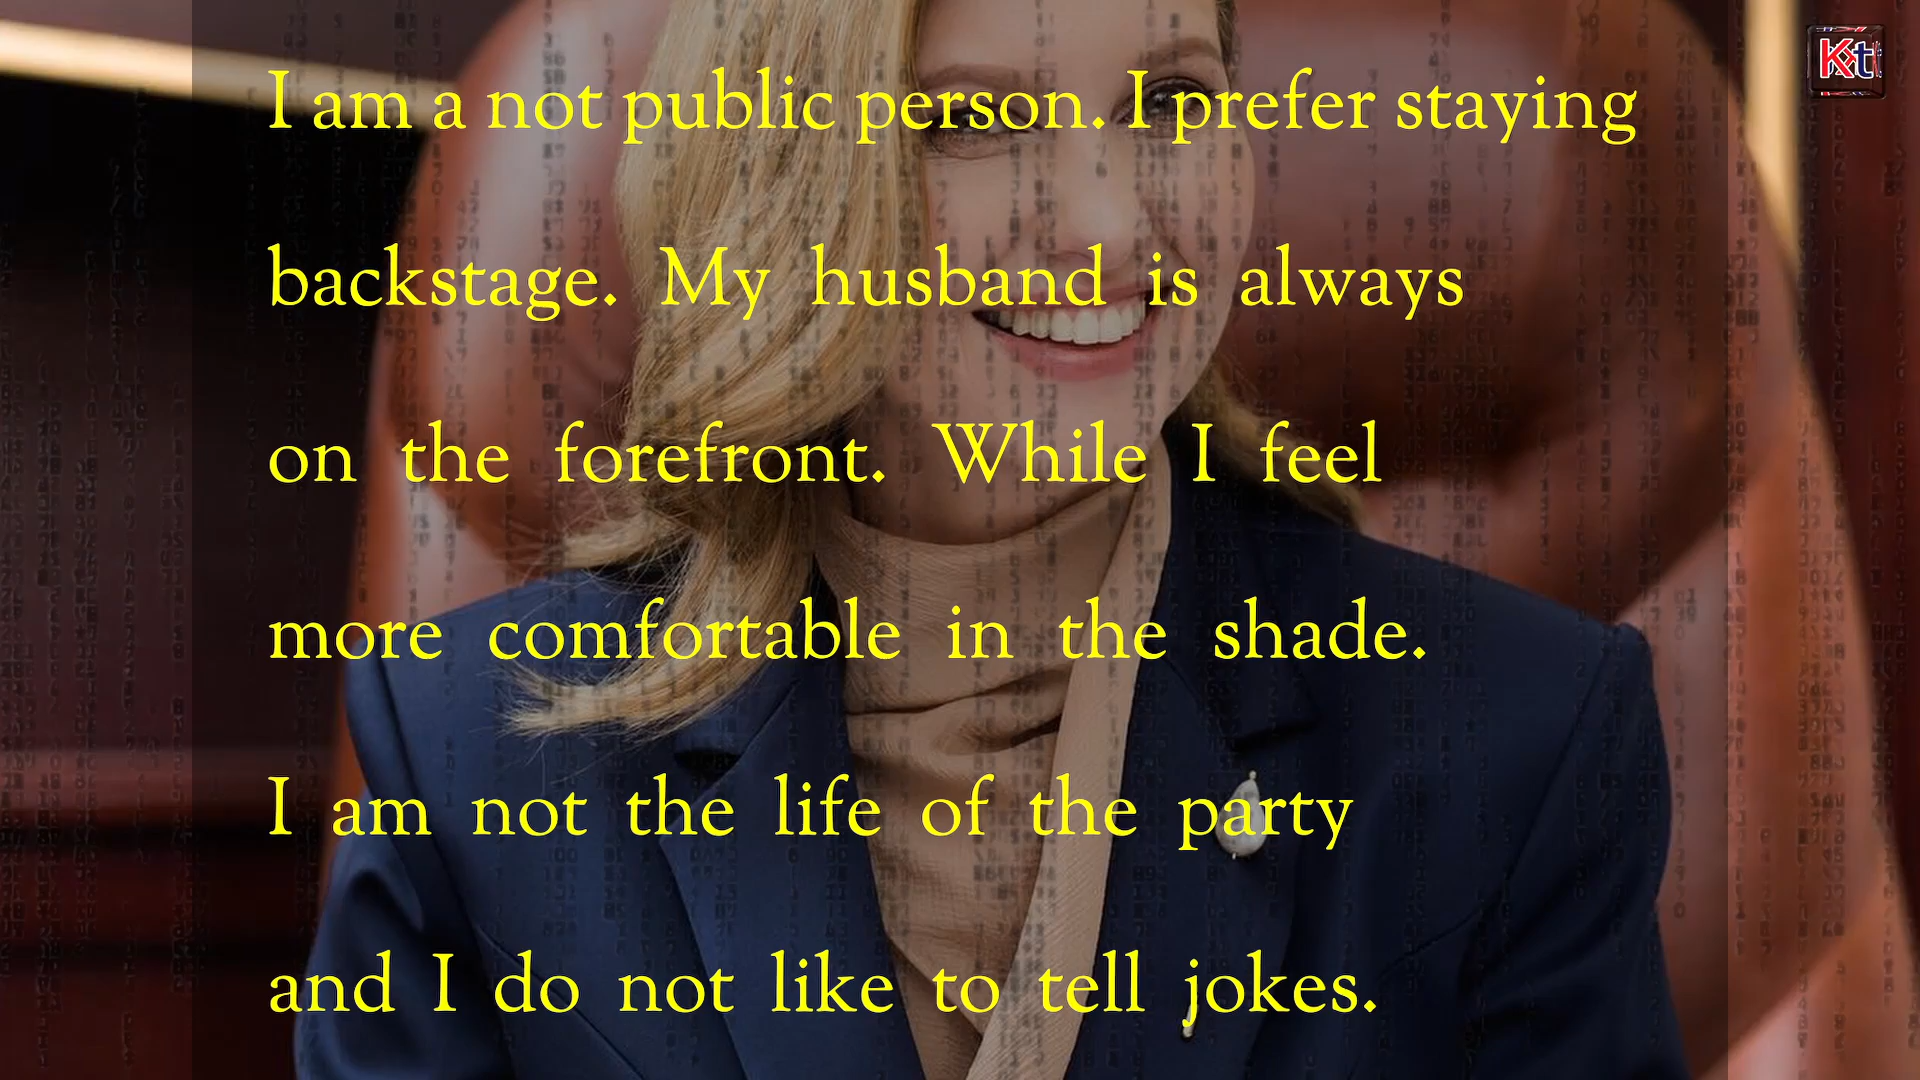 I am a not public person. I prefer staying
backstage. My husband is always
on the forefront. While I feel
more comfortable in the shade.
I am not the life of the party
and I do not like to tell jokes.
Kt